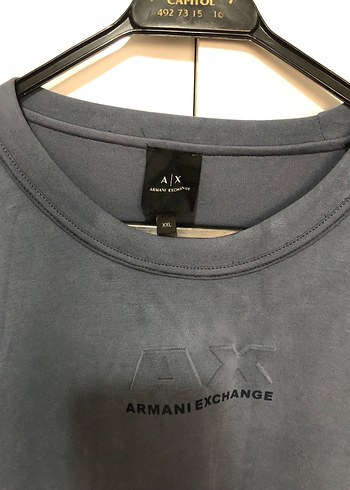 CAPITOL
492 73 15 16
A|X
ARMANI EXCHANGE
XXL
AX
ARMANI EXCHANGE